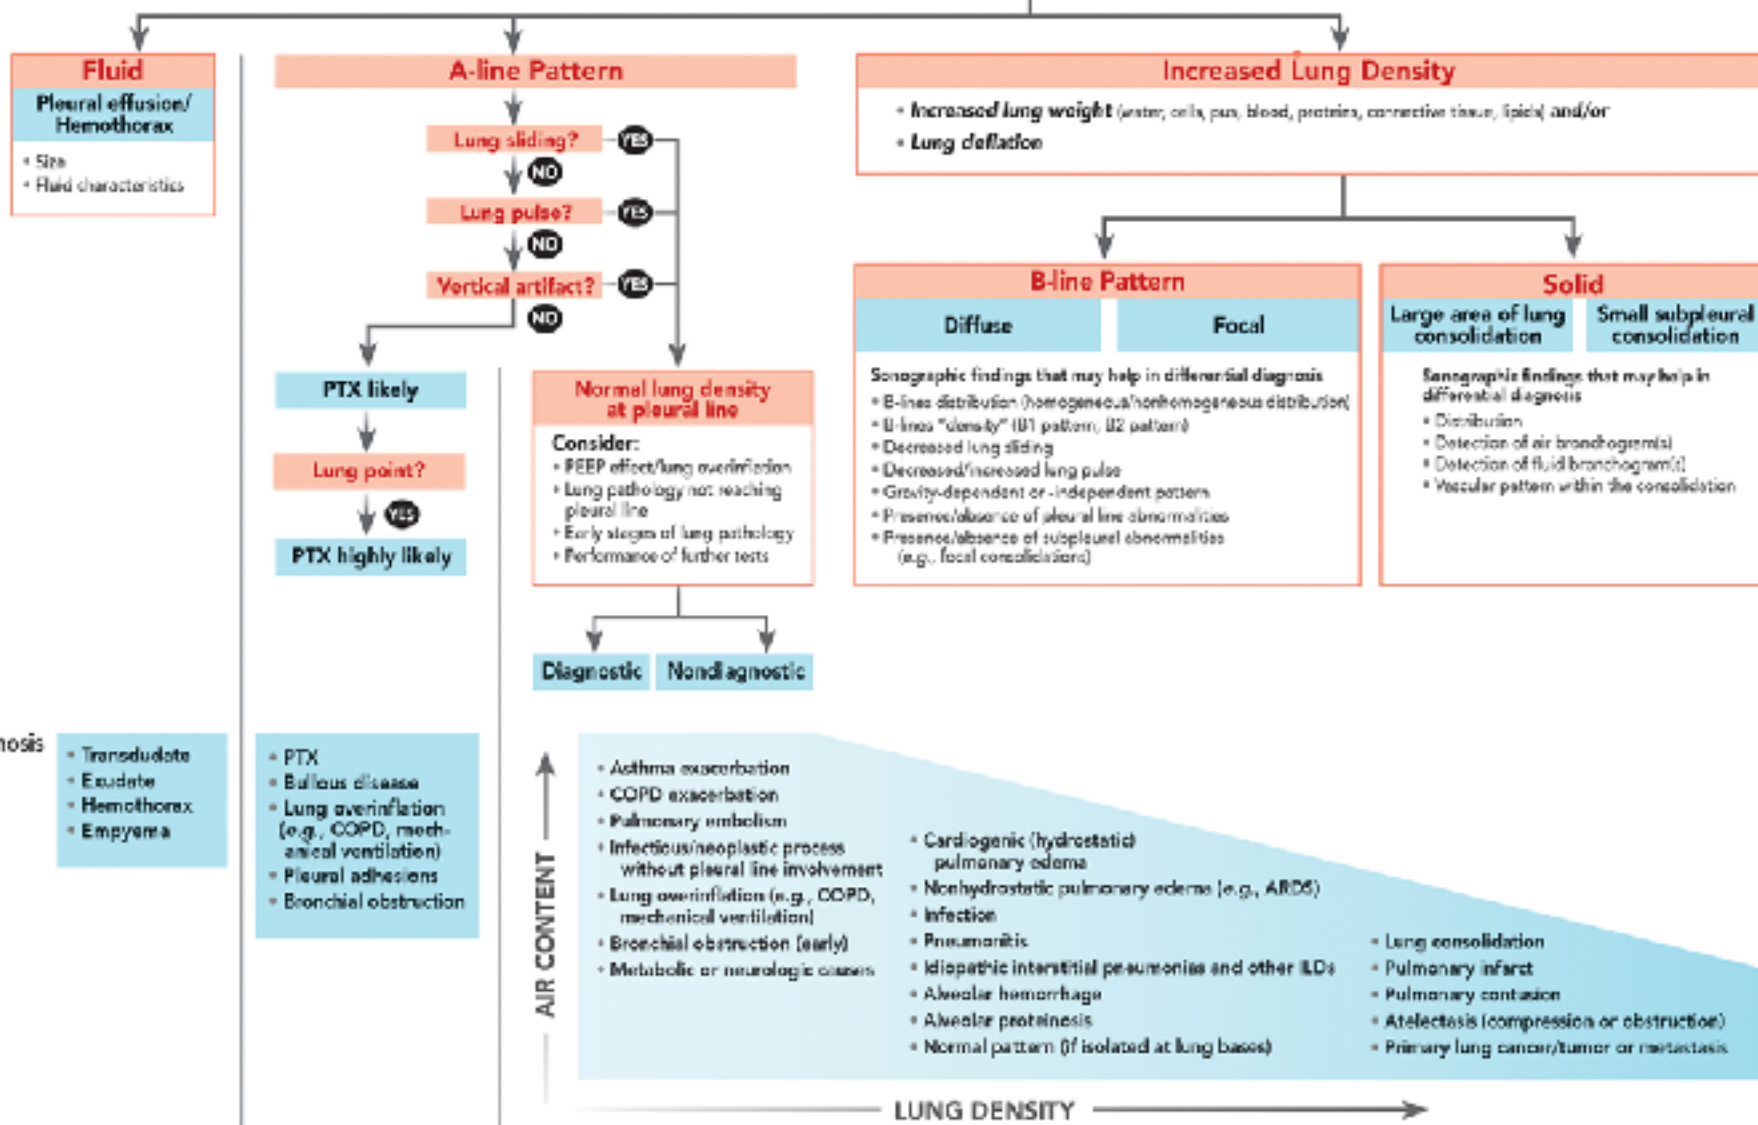 Fluid
Pleural effusion/
Hemothorax
• Size
• Fluid characteristics
A-line Pattern
Lung sliding?
YES
NO
Lung pulse?
YES
NO
Vertical artifact?
YES
NO
PTX likely
Lung point?
YES
PTX highly likely
Normal lung density
at pleural line
Consider:
• PEEP effect/lung overinflation
• Lung pathology not reaching
pleural line
• Early stages of lung pathology
• Performance of further tests
Diagnostic
Nondiagnostic
Increased Lung Density
• Increased lung weight (water, cells, pus, blood, proteins, connective tissue, lipids) and/or
• Lung deflation
B-line Pattern
Diffuse
Focal
Sonographic findings that may help in differential diagnosis
• B-lines distribution (homogeneous/nonhomogeneous distribution)
• B-lines "density" (B1 pattern, B2 pattern)
• Decreased lung sliding
• Decreased/increased lung pulse
• Gravity-dependent or -independent pattern
• Presence/absence of pleural line abnormalities
• Presence/absence of subpleural abnormalities
(e.g., focal consolidations)
Solid
Large area of lung
consolidation
Small subpleural
consolidation
Sonographic findings that may help in
differential diagnosis
• Distribution
• Detection of air bronchogram(s)
• Detection of fluid bronchogram(s)
• Vascular pattern within the consolidation
nosis
• Transdudate
• Exudate
• Hemothorax
• Empyema
• PTX
• Bullous disease
• Lung overinflation
(e.g., COPD, mech-
anical ventilation)
• Pleural adhesions
• Bronchial obstruction
AIR CONTENT
• Asthma exacerbation
• COPD exacerbation
• Pulmonary embolism
• Infectious/neoplastic process
without pleural line involvement
• Lung overinflation (e.g., COPD,
mechanical ventilation)
• Bronchial obstruction (early)
• Metabolic or neurologic causes
• Cardiogenic (hydrostatic)
pulmonary edema
• Nonhydrostatic pulmonary edema (e.g., ARDS)
• Infection
• Pneumonitis
• Idiopathic interstitial pneumonias and other ILDs
• Alveolar hemorrhage
• Alveolar proteinosis
• Normal pattern (if isolated at lung bases)
• Lung consolidation
• Pulmonary infarct
• Pulmonary contusion
• Atelectasis (compression or obstruction)
• Primary lung cancer/tumor or metastasis
LUNG DENSITY